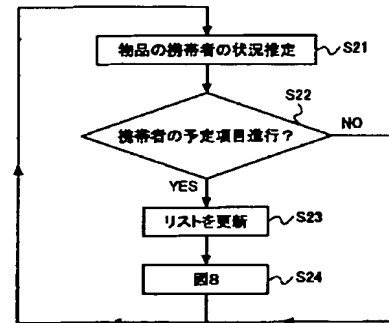 物品の携帯者の状況推定
S21
S22
携帯者の予定項目進行?
NO
YES
リストを更新
S23
図8
S24